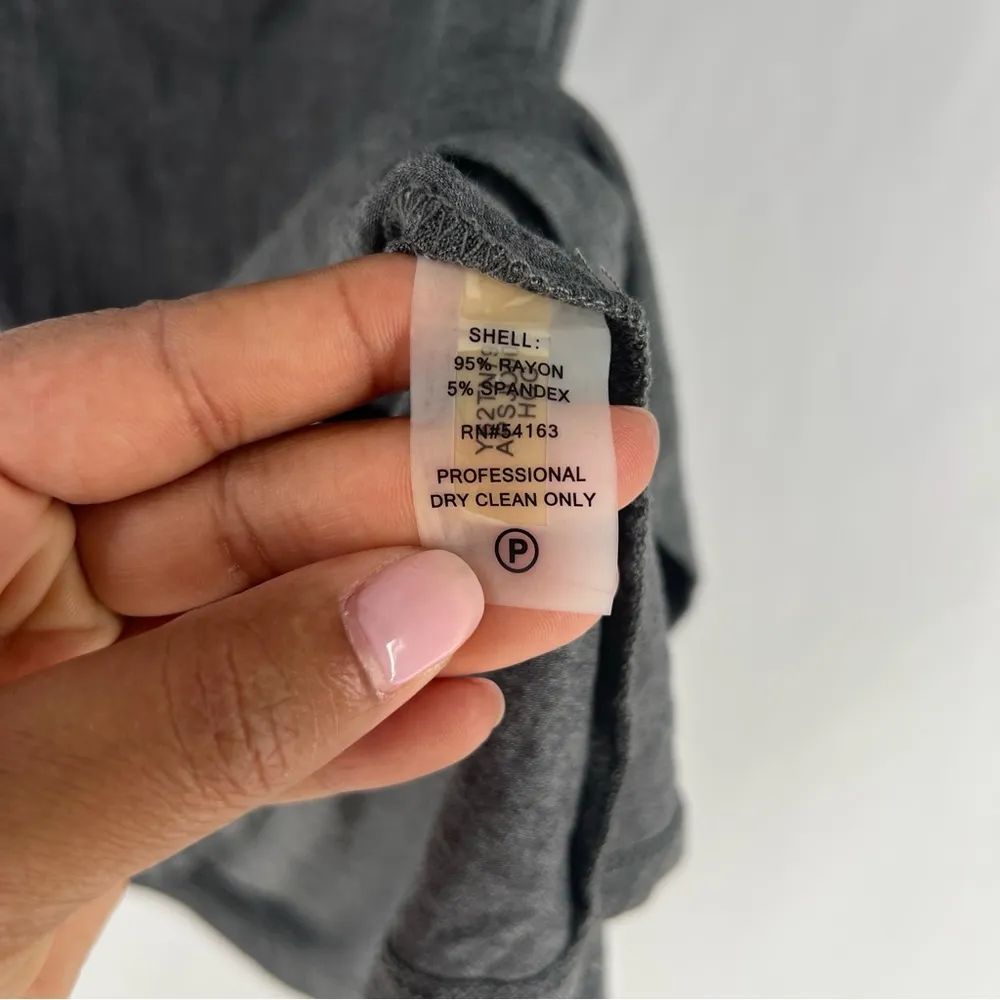 SHELL:
95% RAYON
5% SPANDEX
RN#54163
PROFESSIONAL
DRY CLEAN ONLY
P